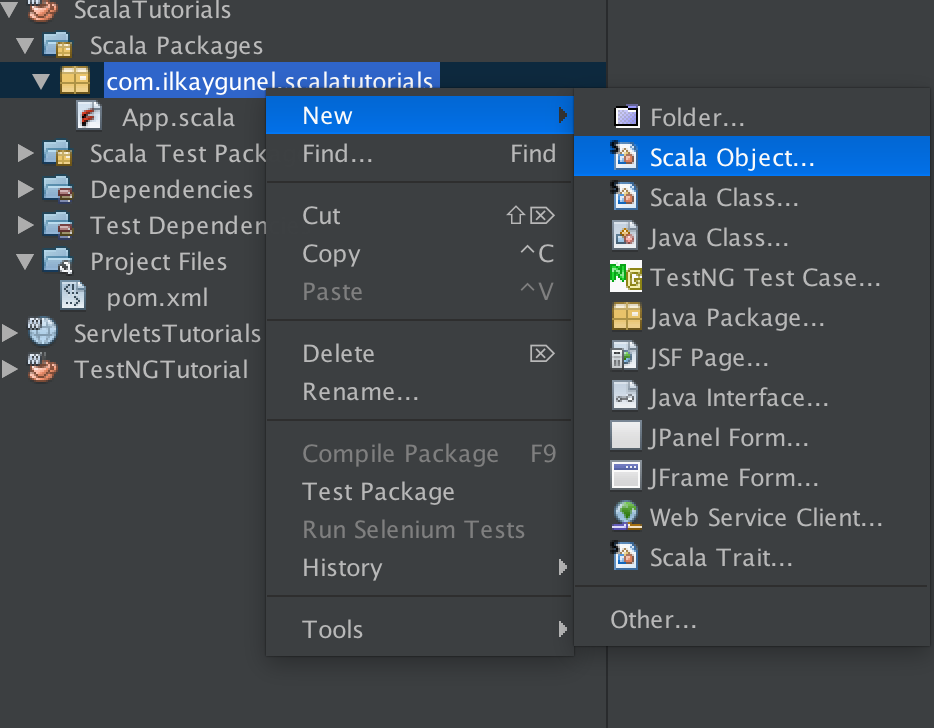 ScalaTutorials
Scala Packages
com.ilkaygunel.scalatutorials
App.scala
Scala Test Pack
Dependencies
Test Dependen
Project Files
pom.xml
ServletsTutorials
TestNGTutorial
New
Find... Find
Cut ⇧⌦
Copy ^C
Paste ^V
Delete ⌦
Rename...
Compile Package F9
Test Package
Run Selenium Tests
History
Tools
Folder...
Scala Object...
Scala Class...
Java Class...
TestNG Test Case...
Java Package...
JSF Page...
Java Interface...
JPanel Form...
JFrame Form...
Web Service Client...
Scala Trait...
Other...